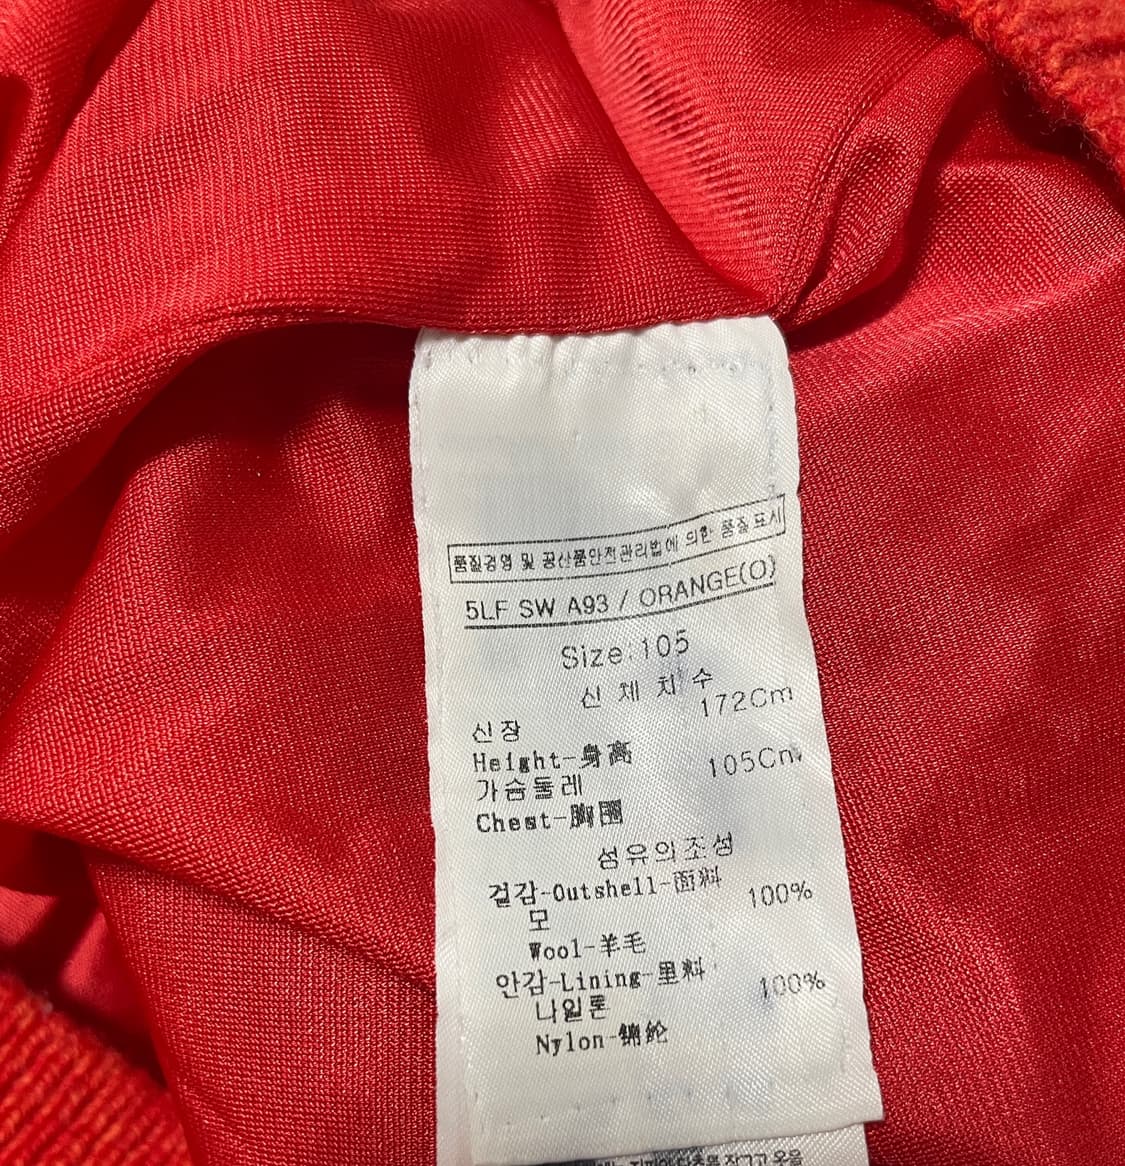 품질경영 및 공산품안전관리법에 의한 품질표시
5LF SW A93 / ORANGE(O)
Size:105
신 체 치 수
신장 172Cm
Height-身高
가슴둘레 105Cm
Chest-胸围
섬유의조성
겉감-Outshell-面料 100%
모
Wool-羊毛
안감-Lining-里料 100%
나일론
Nylon-锦纶